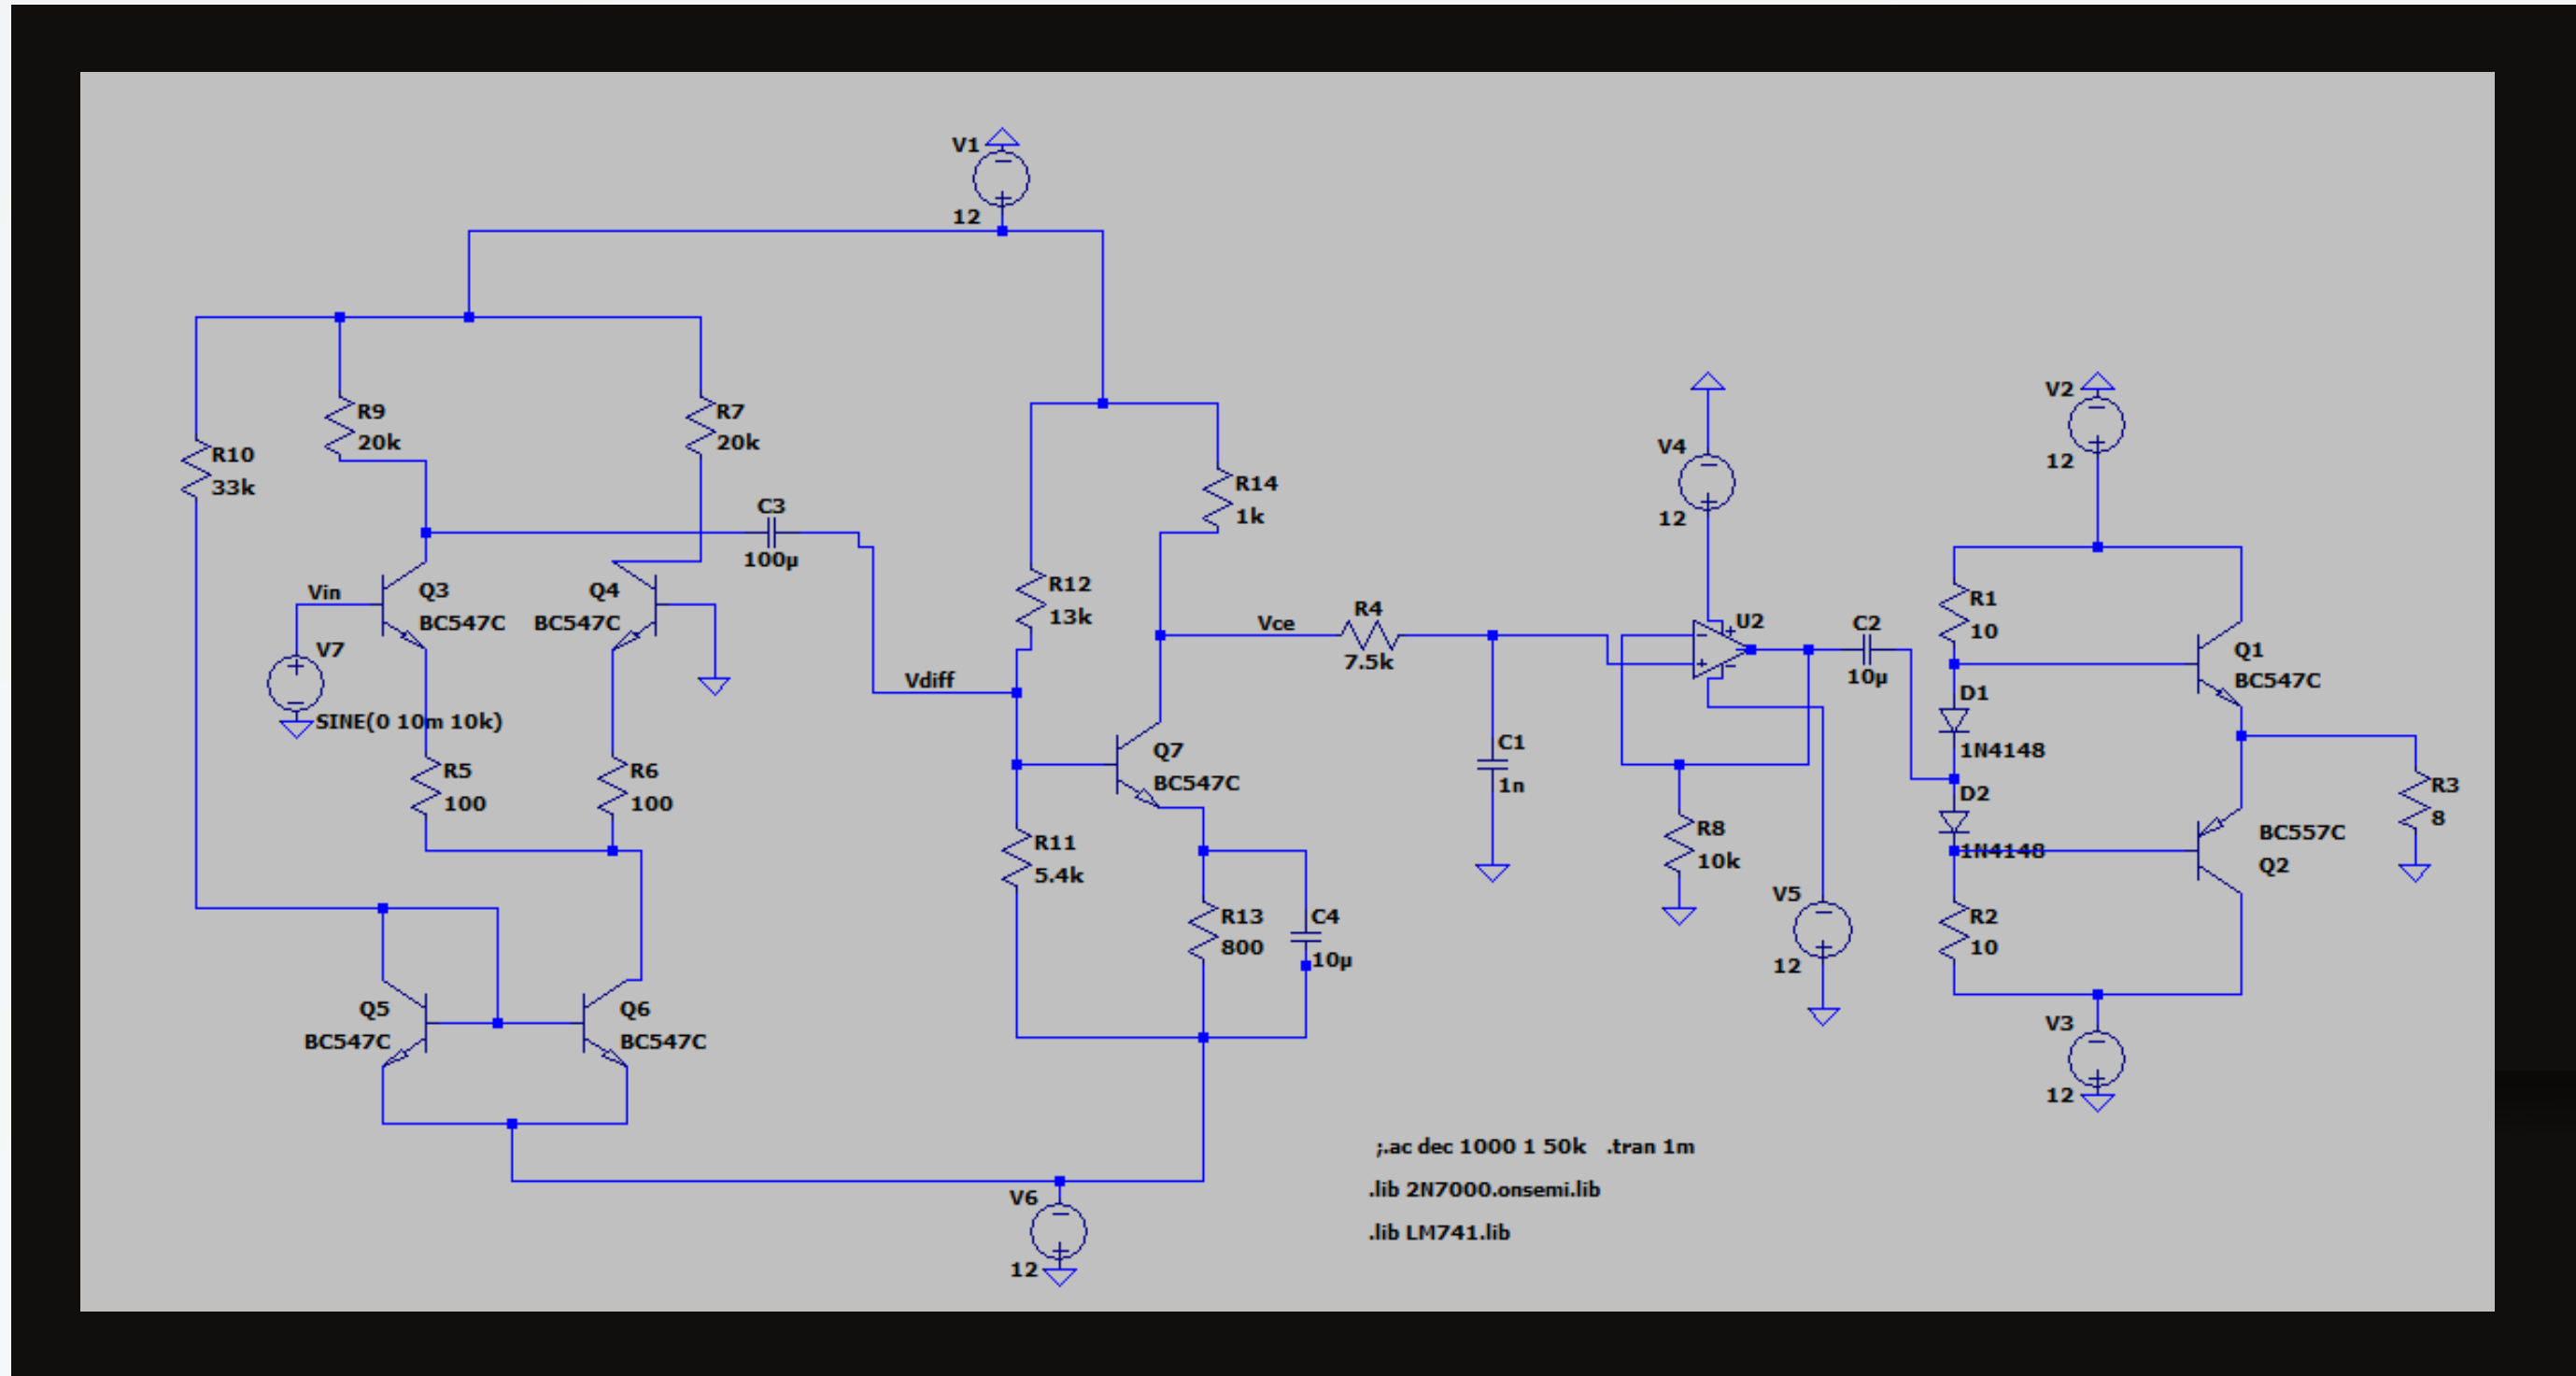 V1
12
R10
33k
R9
20k
R7
20k
C3
100µ
R14
1k
Vin
Q3
BC547C
Q4
BC547C
V7
SINE(0 10m 10k)
R5
100
R6
100
Vdiff
R12
13k
Vce
R4
7.5k
Q7
BC547C
R11
5.4k
R13
800
C4
10µ
Q5
BC547C
Q6
BC547C
V6
12
C1
1n
V4
12
U2
R8
10k
V5
12
C2
10µ
V2
12
R1
10
D1
1N4148
D2
1N4148
R2
10
Q1
BC547C
BC557C
Q2
R3
8
V3
12
;.ac dec 1000 1 50k .tran 1m
.lib 2N7000.onsemi.lib
.lib LM741.lib